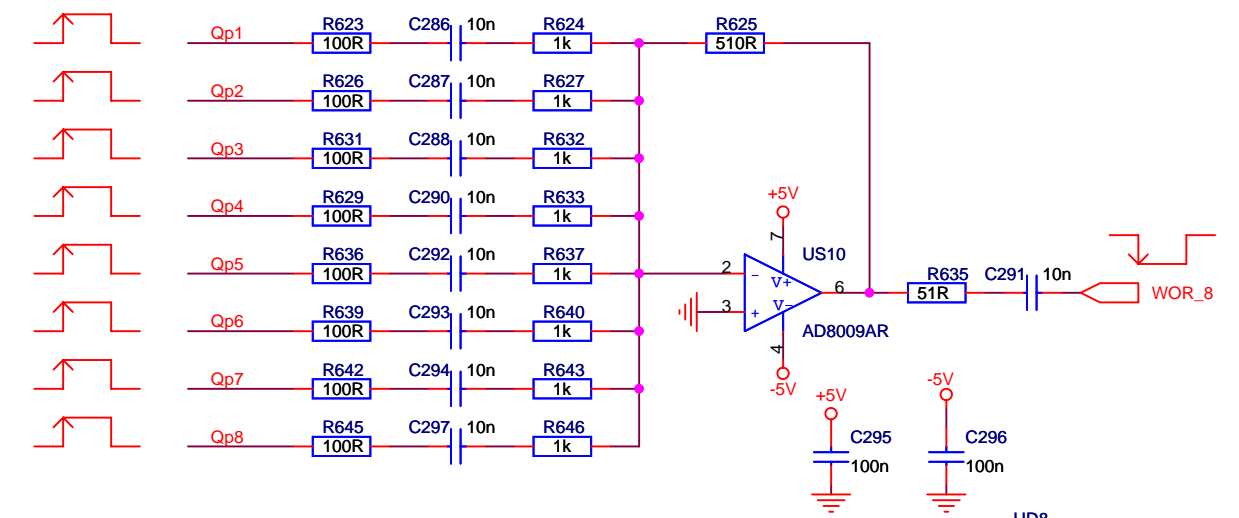 R623 C286 10n R624 R625
Qp1 100R 1k 510R
R626 C287 10n R627
Qp2 100R 1k
R631 C288 10n R632
Qp3 100R 1k
R629 C290 10n R633
Qp4 100R 1k
+5V
7
R636 C292 10n R637 US10
Qp5 100R 1k 2 - V+
6 R635 C291 10n
51R WOR_8
R639 C293 10n R640 3 + V-
Qp6 100R 1k AD8009AR
4
R642 C294 10n R643
Qp7 100R 1k -5V
+5V -5V
R645 C297 10n R646
Qp8 100R 1k
C295 C296
100n 100n